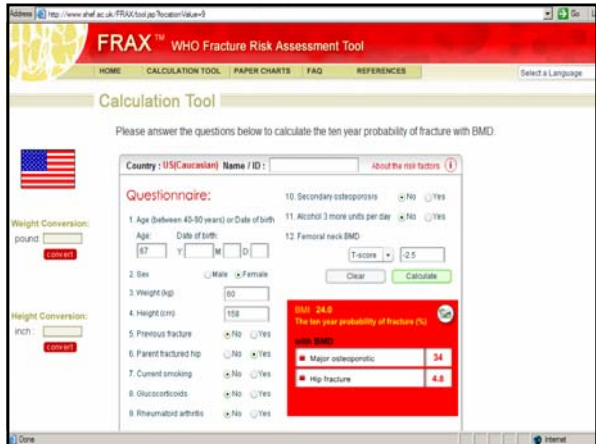 Address http://www.shef.ac.uk/FRAX/tool.jsp?locationValue=9 Go
FRAX™ WHO Fracture Risk Assessment Tool
HOME CALCULATION TOOL PAPER CHARTS FAQ REFERENCES Select a Language
Calculation Tool
Please answer the questions below to calculate the ten year probability of fracture with BMD.
Country : US(Caucasian) Name / ID : About the risk factors
Weight Conversion:
pound:
convert
Height Conversion:
inch :
convert
Questionnaire:
1. Age (between 40-90 years) or Date of birth
Age: Date of birth:
67 Y: M: D:
2. Sex Male Female
3. Weight (kg) 60
4. Height (cm) 158
5. Previous fracture No Yes
6. Parent fractured hip No Yes
7. Current smoking No Yes
8. Glucocorticoids No Yes
9. Rheumatoid arthritis No Yes
10. Secondary osteoporosis No Yes
11. Alcohol 3 more units per day No Yes
12. Femoral neck BMD
T-score -2.5
Clear Calculate
BMI 24.0
The ten year probability of fracture (%)
with BMD
Major osteoporotic 34
Hip fracture 4.8
Done Internet